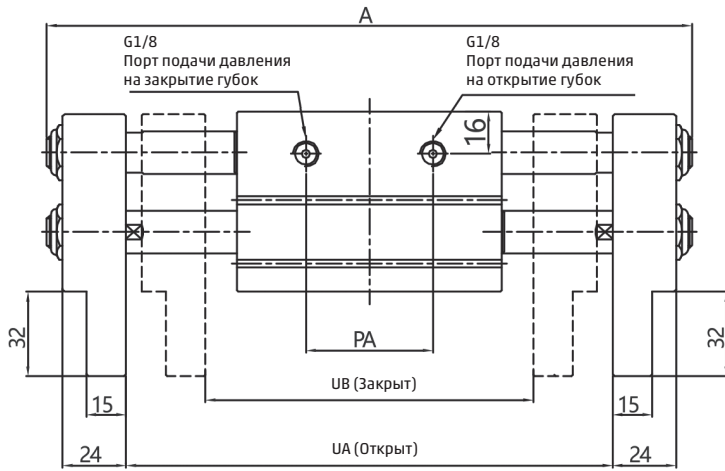 A
G1/8
Порт подачи давления
на закрытие губок
G1/8
Порт подачи давления
на открытие губок
16
32
32
PA
UB (Закрыт)
15
15
24
UA (Открыт)
24